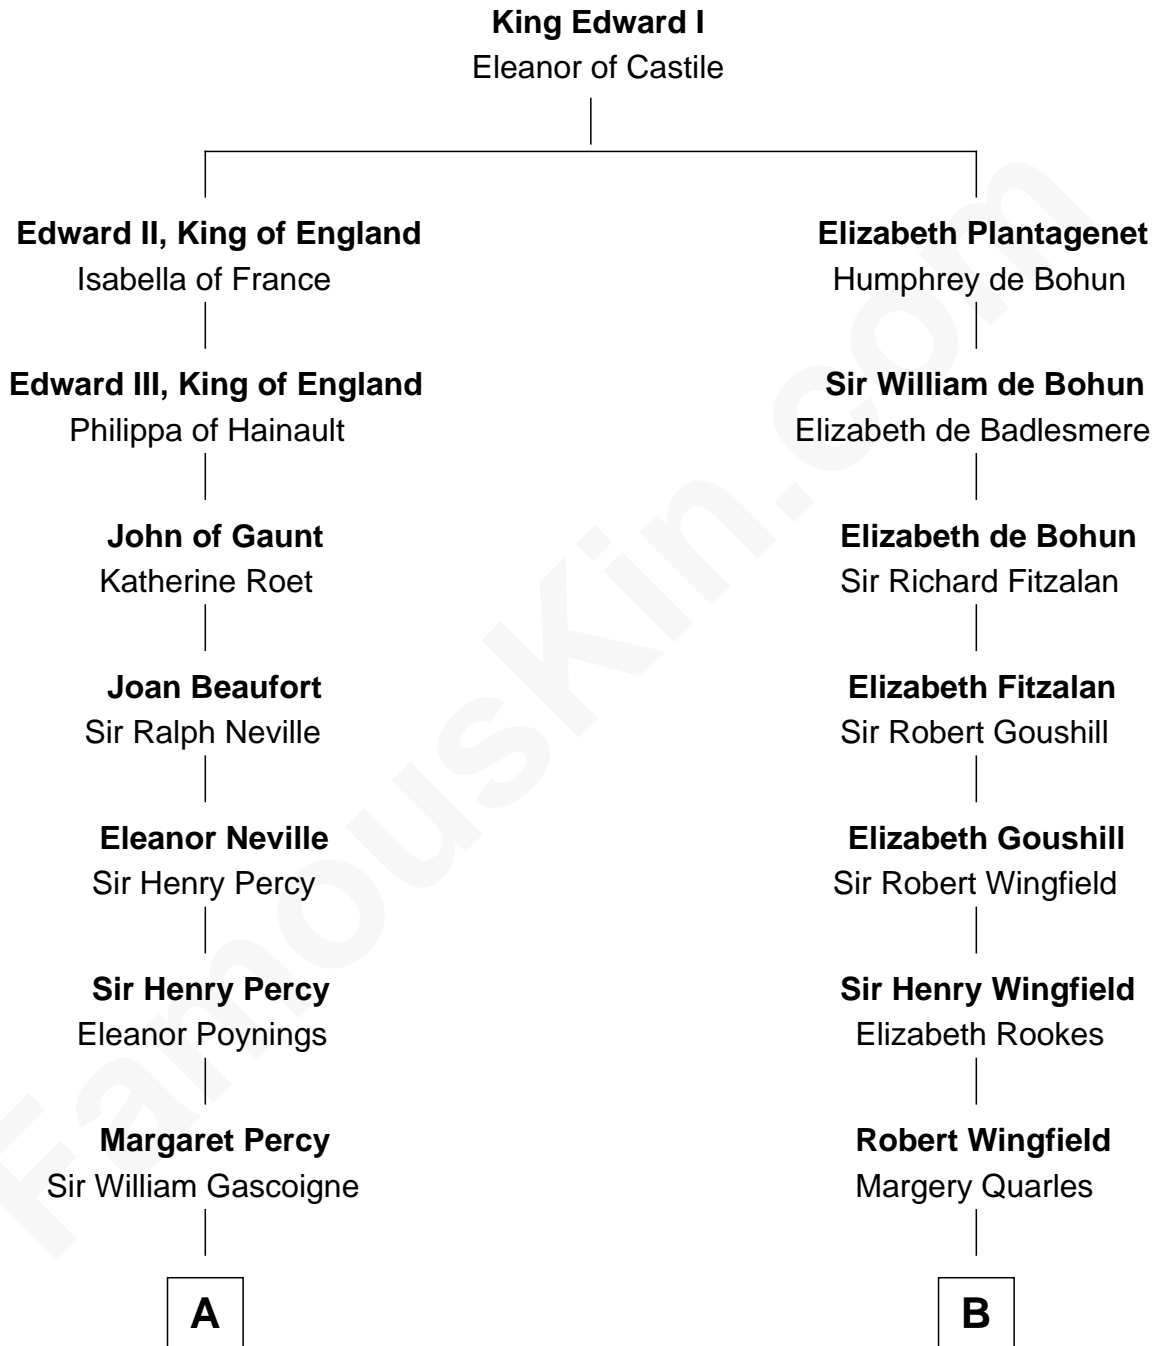 King Edward I
Eleanor of Castile
Edward II, King of England
Isabella of France
Elizabeth Plantagenet
Humphrey de Bohun
Edward III, King of England
Philippa of Hainault
Sir William de Bohun
Elizabeth de Badlesmere
John of Gaunt
Katherine Roet
Elizabeth de Bohun
Sir Richard Fitzalan
Joan Beaufort
Sir Ralph Neville
Elizabeth Fitzalan
Sir Robert Goushill
Eleanor Neville
Sir Henry Percy
Elizabeth Goushill
Sir Robert Wingfield
Sir Henry Percy
Eleanor Poynings
Sir Henry Wingfield
Elizabeth Rookes
Margaret Percy
Sir William Gascoigne
Robert Wingfield
Margery Quarles
A
B
FamousKin.com